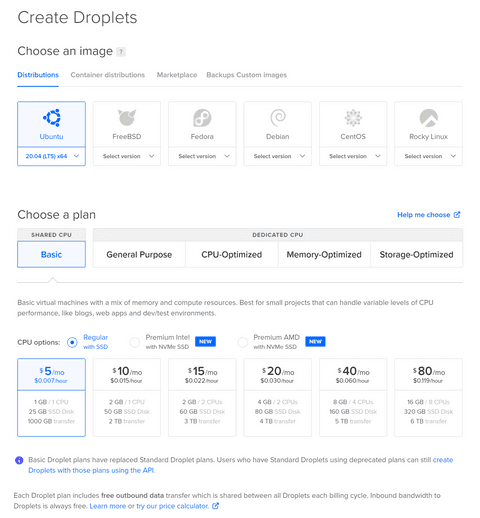 Create Droplets
Choose an image ?
Distributions Container distributions Marketplace Backups Custom images
Ubuntu FreeBSD Fedora Debian CentOS Rocky Linux
20.04 (LTS) x64 Select version Select version Select version Select version Select version
Choose a plan Help me choose
SHARED CPU DEDICATED CPU
Basic General Purpose CPU-Optimized Memory-Optimized Storage-Optimized
Basic virtual machines with a mix of memory and compute resources. Best for small projects that can handle variable levels of CPU
performance, like blogs, web apps and dev/test environments.
CPU options: Regular with SSD Premium Intel with NVMe SSD NEW Premium AMD with NVMe SSD NEW
$ 5/mo $ 10/mo $ 15/mo $ 20/mo $ 40/mo $ 80/mo
$0.007/hour $0.015/hour $0.022/hour $0.030/hour $0.060/hour $0.119/hour
1 GB / 1 CPU 2 GB / 1 CPU 2 GB / 2 CPUs 4 GB / 2 CPUs 8 GB / 4 CPUs 16 GB / 8 CPUs
25 GB SSD Disk 50 GB SSD Disk 60 GB SSD Disk 80 GB SSD Disk 160 GB SSD Disk 320 GB SSD Disk
1000 GB transfer 2 TB transfer 3 TB transfer 4 TB transfer 5 TB transfer 6 TB transfer
Basic Droplet plans have replaced Standard Droplet plans. Users who have Standard Droplets using deprecated plans can still create
Droplets with those plans using the API.
Each Droplet plan includes free outbound data transfer which is shared between all Droplets each billing cycle. Inbound bandwidth to
Droplets is always free. Learn more or try our price calculator.